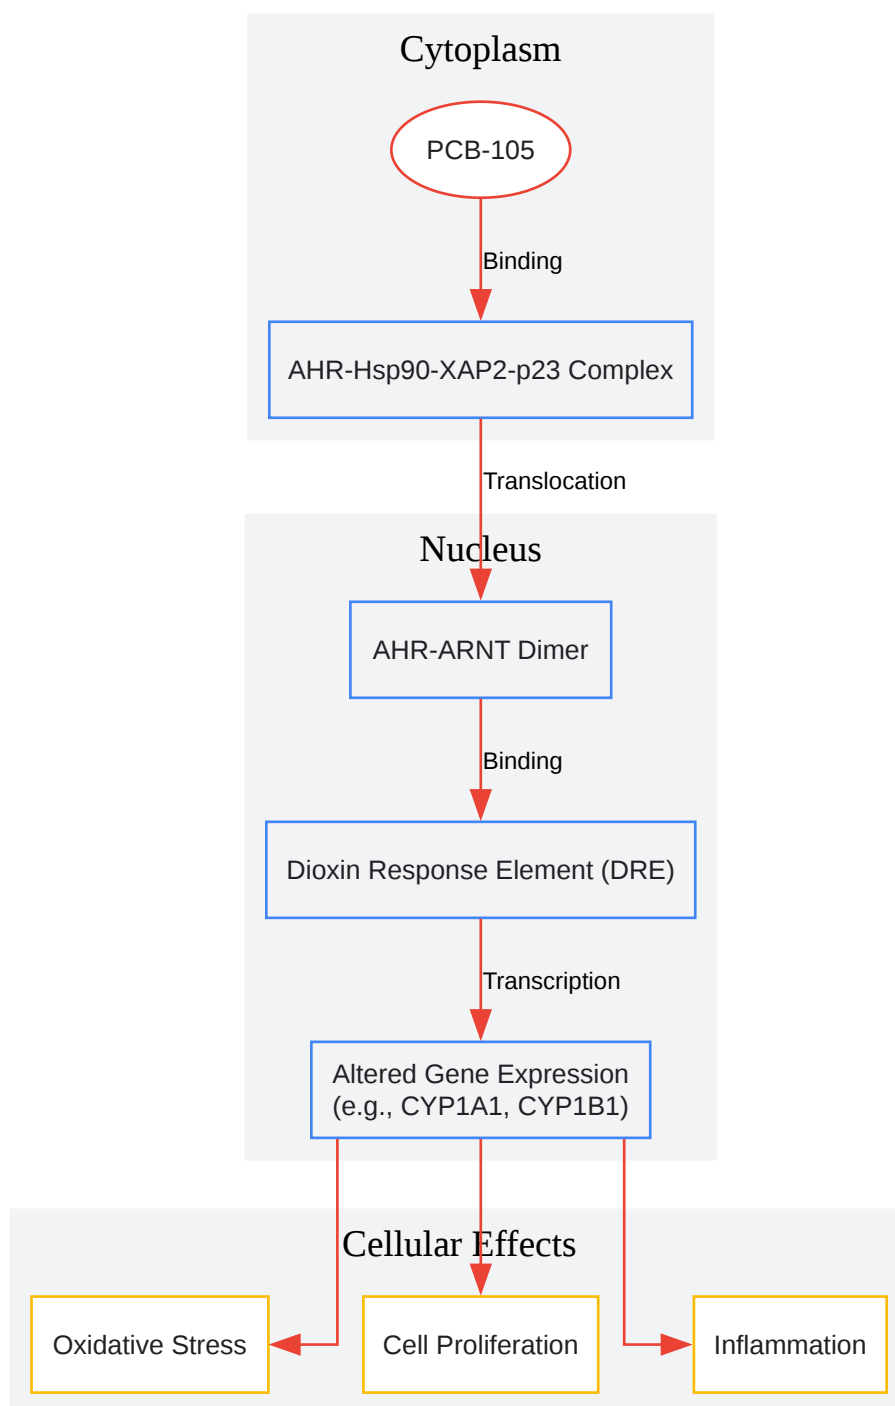 Cytoplasm
PCB-105
Binding
AHR-Hsp90-XAP2-p23 Complex
Translocation
Nucleus
AHR-ARNT Dimer
Binding
Dioxin Response Element (DRE)
Transcription
Altered Gene Expression
(e.g., CYP1A1, CYP1B1)
Cellular Effects
Oxidative Stress
Cell Proliferation
Inflammation